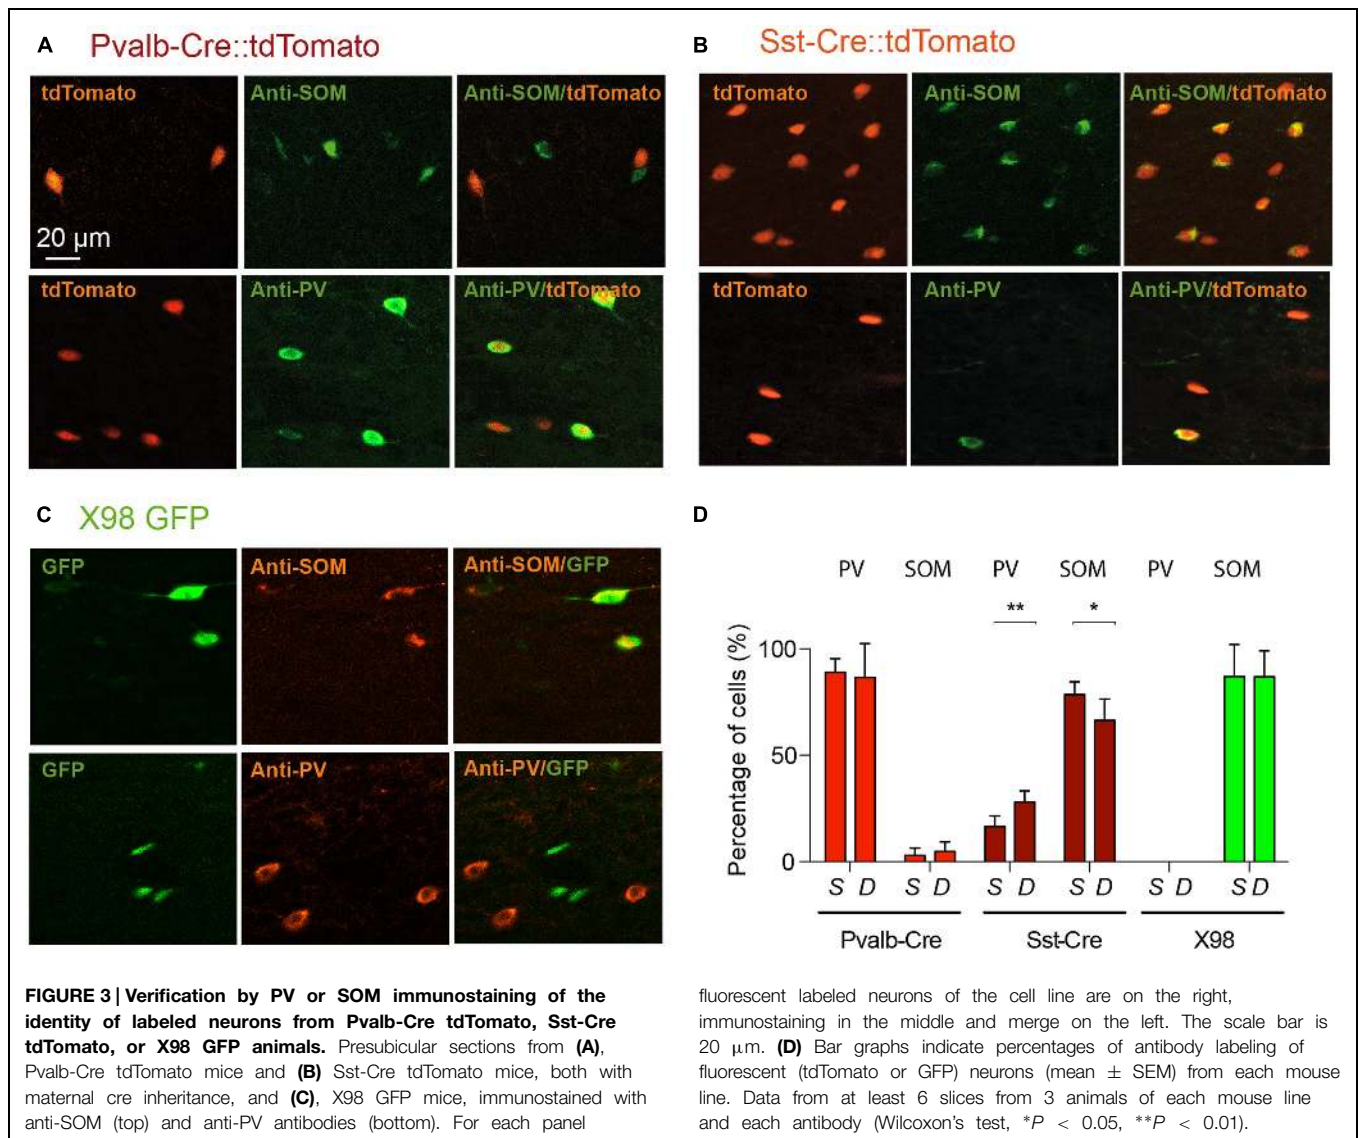 A Pvalb-Cre::tdTomato
tdTomato Anti-SOM Anti-SOM/tdTomato
20 μm
tdTomato Anti-PV Anti-PV/tdTomato
B Sst-Cre::tdTomato
tdTomato Anti-SOM Anti-SOM/tdTomato
tdTomato Anti-PV Anti-PV/tdTomato
C X98 GFP
GFP Anti-SOM Anti-SOM/GFP
GFP Anti-PV Anti-PV/GFP
D
PV SOM PV SOM PV SOM
** *
Percentage of cells (%)
100
50
0
S D S D S D S D S D S D
Pvalb-Cre Sst-Cre X98
FIGURE 3 | Verification by PV or SOM immunostaining of the
identity of labeled neurons from Pvalb-Cre tdTomato, Sst-Cre
tdTomato, or X98 GFP animals. Presubicular sections from (A),
Pvalb-Cre tdTomato mice and (B) Sst-Cre tdTomato mice, both with
maternal cre inheritance, and (C), X98 GFP mice, immunostained with
anti-SOM (top) and anti-PV antibodies (bottom). For each panel
fluorescent labeled neurons of the cell line are on the right,
immunostaining in the middle and merge on the left. The scale bar is
20 μm. (D) Bar graphs indicate percentages of antibody labeling of
fluorescent (tdTomato or GFP) neurons (mean ± SEM) from each mouse
line. Data from at least 6 slices from 3 animals of each mouse line
and each antibody (Wilcoxon's test, *P < 0.05, **P < 0.01).